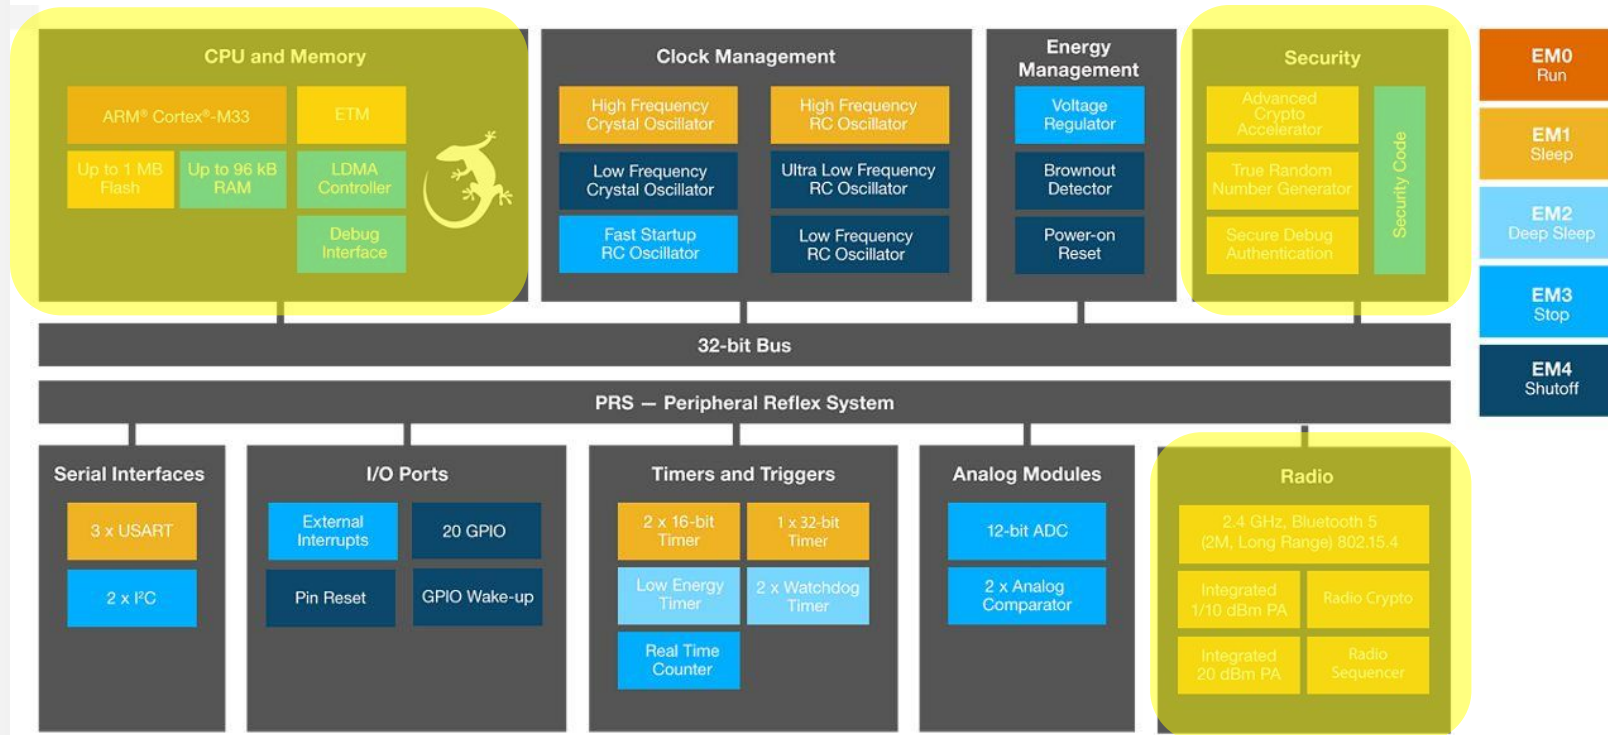 CPU and Memory
ARM® Cortex®-M33
ETM
Up to 1 MB
Flash
Up to 96 kB
RAM
LDMA
Controller
Debug
Interface
Clock Management
High Frequency
Crystal Oscillator
High Frequency
RC Oscillator
Low Frequency
Crystal Oscillator
Ultra Low Frequency
RC Oscillator
Fast Startup
RC Oscillator
Low Frequency
RC Oscillator
Energy
Management
Voltage
Regulator
Brownout
Detector
Power-on
Reset
Security
Advanced
Crypto
Accelerator
True Random
Number Generator
Secure Debug
Authentication
Security Code
EM0
Run
EM1
Sleep
EM2
Deep Sleep
EM3
Stop
EM4
Shutoff
32-bit Bus
PRS — Peripheral Reflex System
Serial Interfaces
3 x USART
2 x I²C
I/O Ports
External
Interrupts
20 GPIO
Pin Reset
GPIO Wake-up
Timers and Triggers
2 x 16-bit
Timer
1 x 32-bit
Timer
Low Energy
Timer
2 x Watchdog
Timer
Real Time
Counter
Analog Modules
12-bit ADC
2 x Analog
Comparator
Radio
2.4 GHz, Bluetooth 5
(2M, Long Range) 802.15.4
Integrated
1/10 dBm PA
Radio Crypto
Integrated
20 dBm PA
Radio
Sequencer